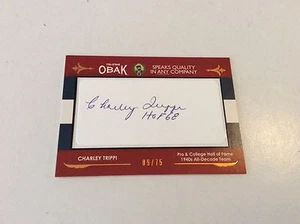 OBAK
SPEAKS QUALITY
IN ANY COMPANY
Charley Trippi
HOF 68
CHARLEY TRIPPI
09/75
Pro & College Hall of Fame
1940s All-Decade Team